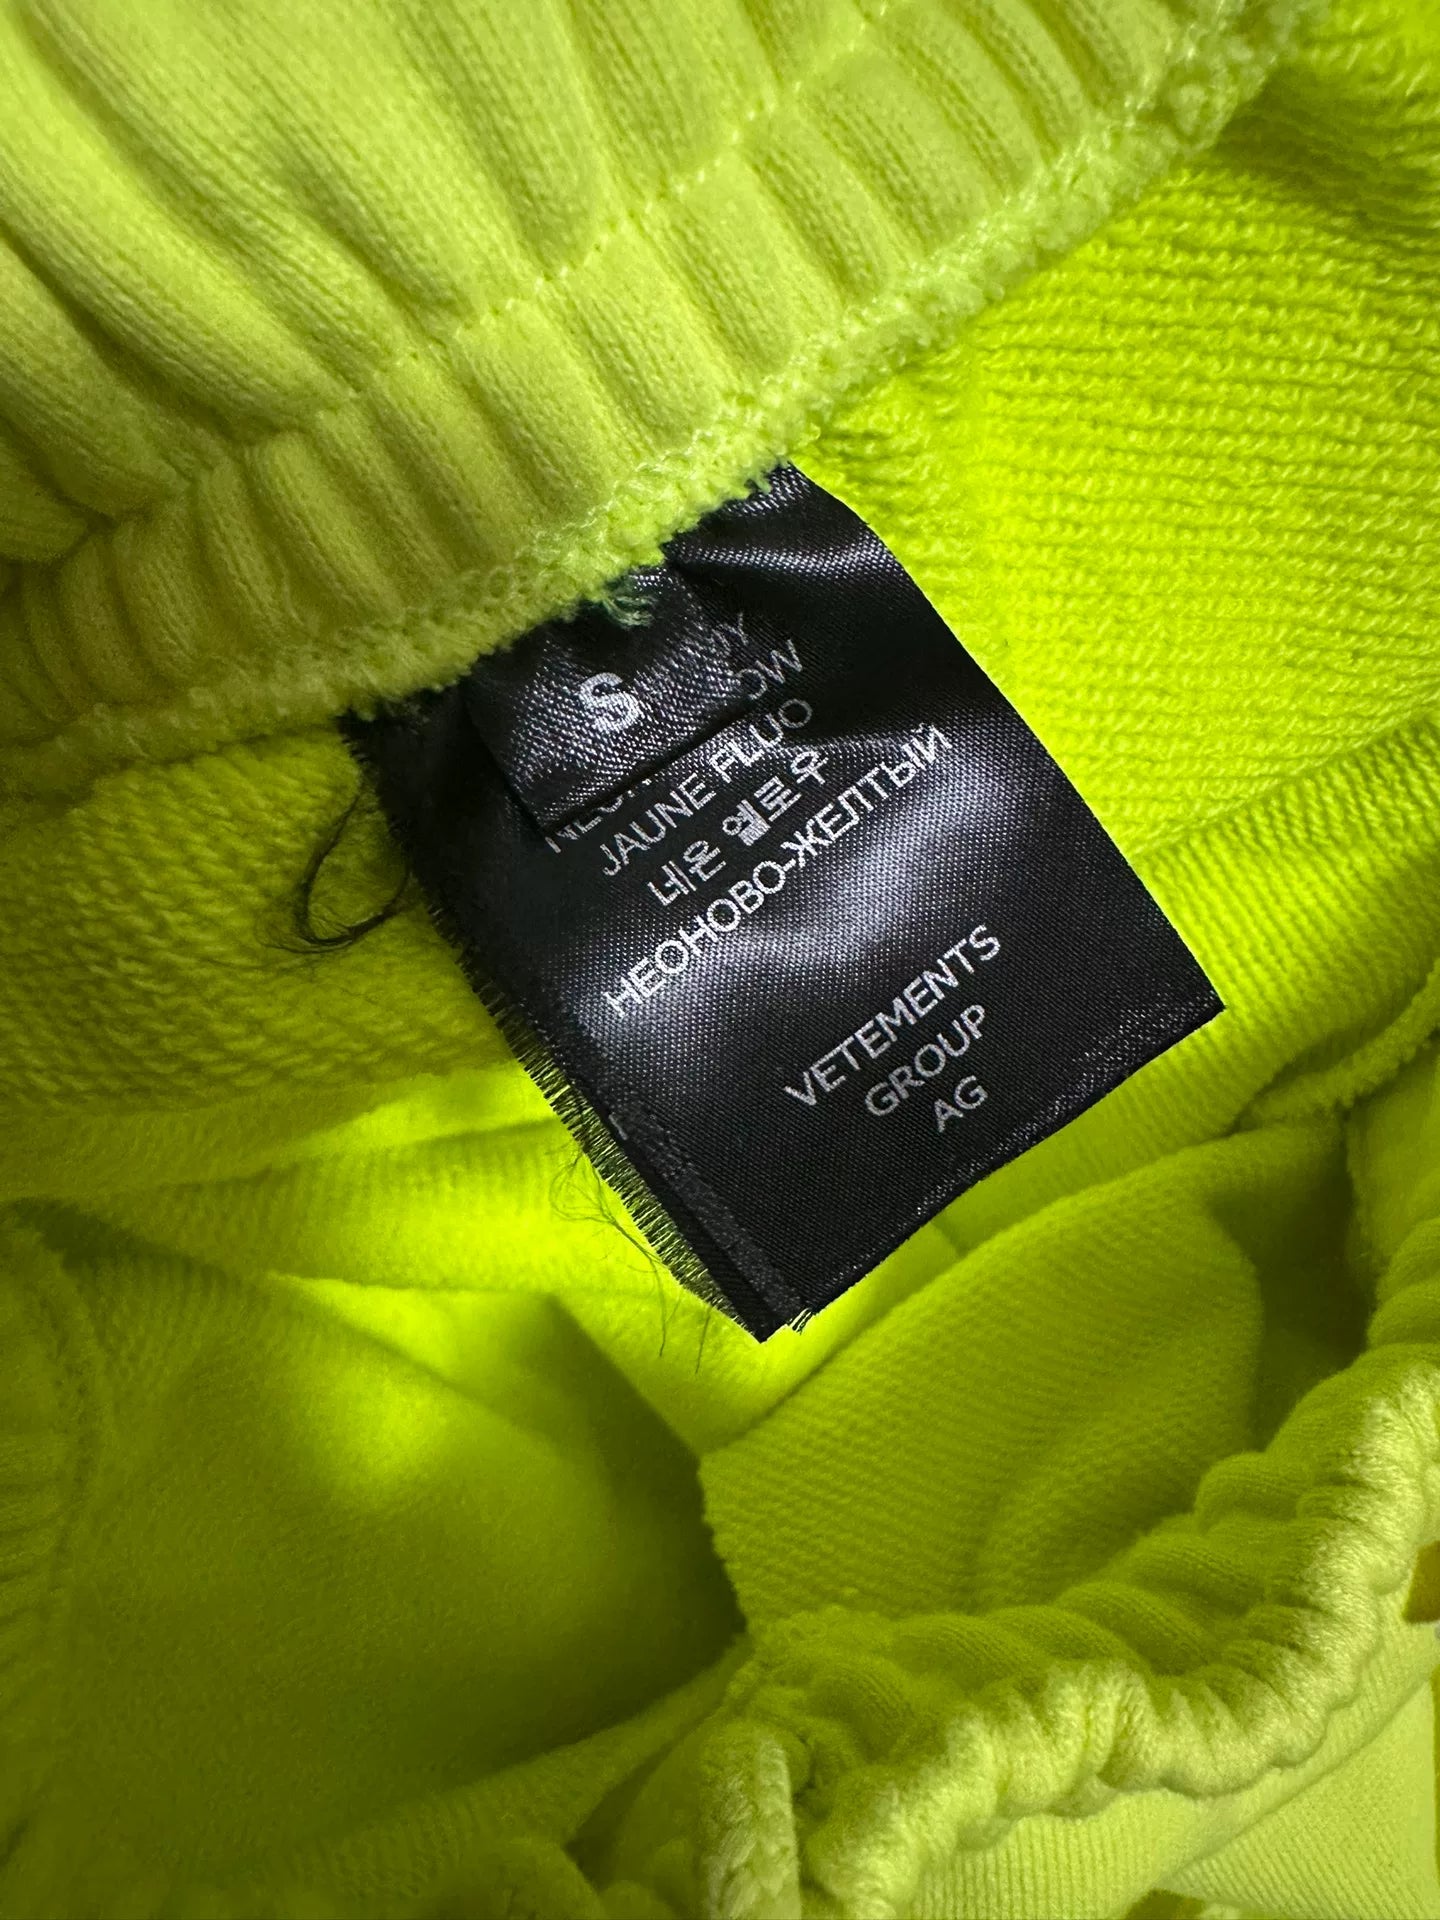 S
JAUNE FLUO
네온 옐로우
НЕОНОВО-ЖЕЛТЫЙ
VETEMENTS
GROUP
AG